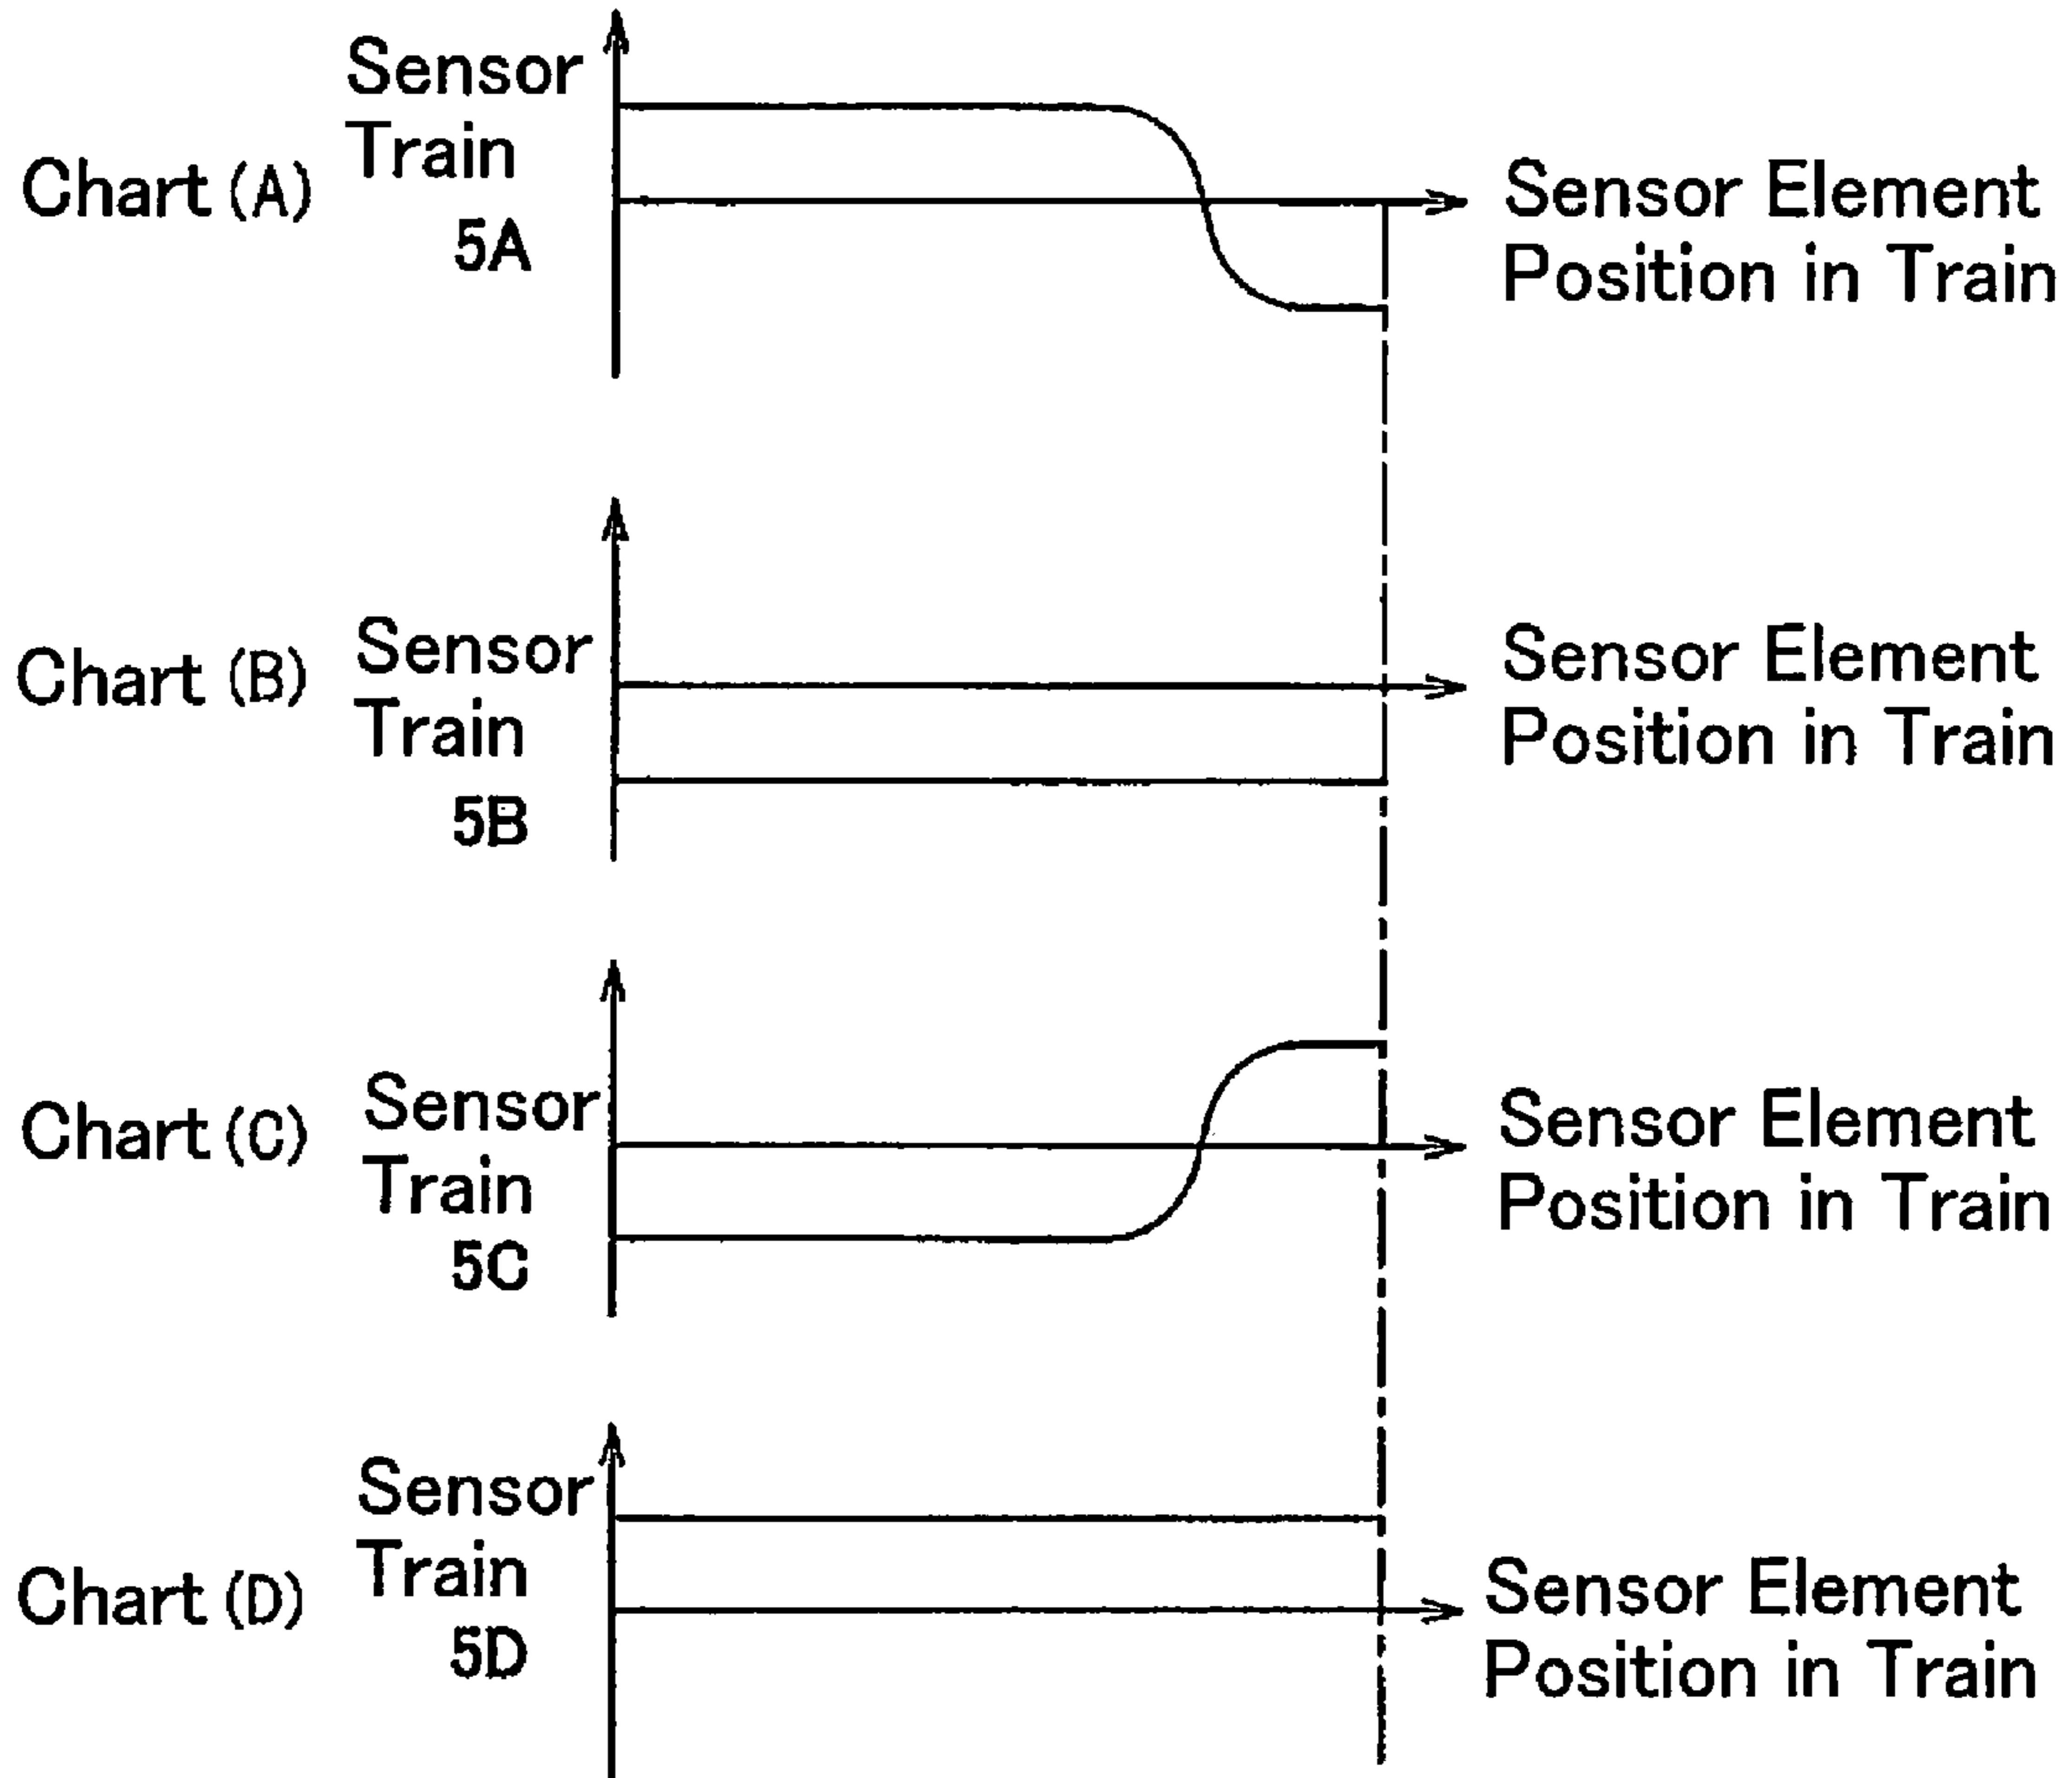 Sensor
Train
Chart (A)
5A
Sensor Element
Position in Train
Sensor
Chart (B)
Train
5B
Sensor Element
Position in Train
Sensor
Chart (C)
Train
5C
Sensor Element
Position in Train
Sensor
Train
Chart (D)
5D
Sensor Element
Position in Train